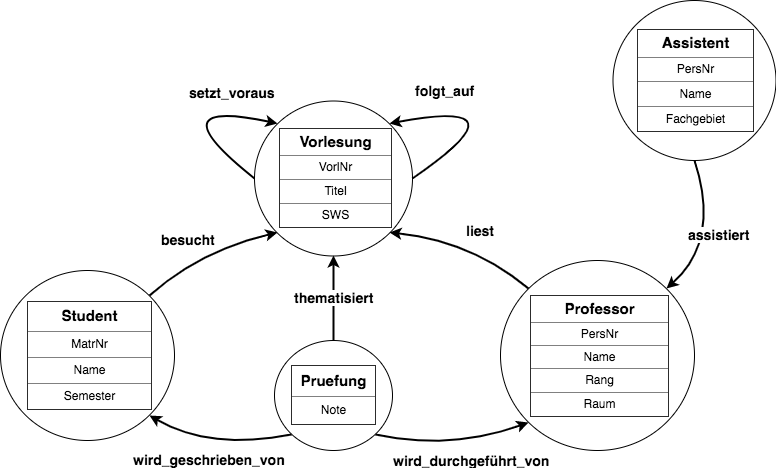 Assistent
PersNr
Name
Fachgebiet
setzt_voraus
folgt_auf
Vorlesung
VorlNr
Titel
SWS
besucht
liest
assistiert
thematisiert
Student
MatrNr
Name
Semester
Professor
PersNr
Name
Rang
Raum
Pruefung
Note
wird_geschrieben_von
wird_durchgeführt_von